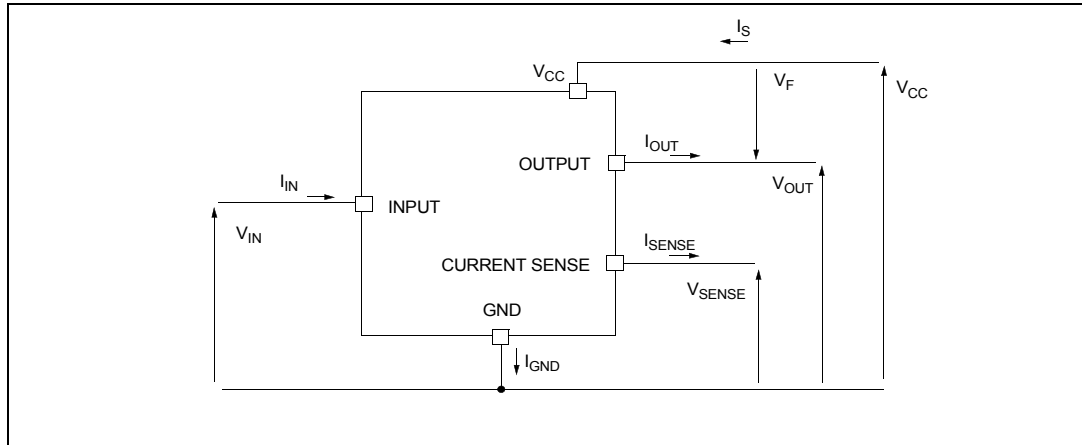 I_S
V_CC
V_F
V_CC
I_OUT
OUTPUT
V_OUT
I_IN
INPUT
V_IN
I_SENSE
CURRENT SENSE
V_SENSE
GND
I_GND